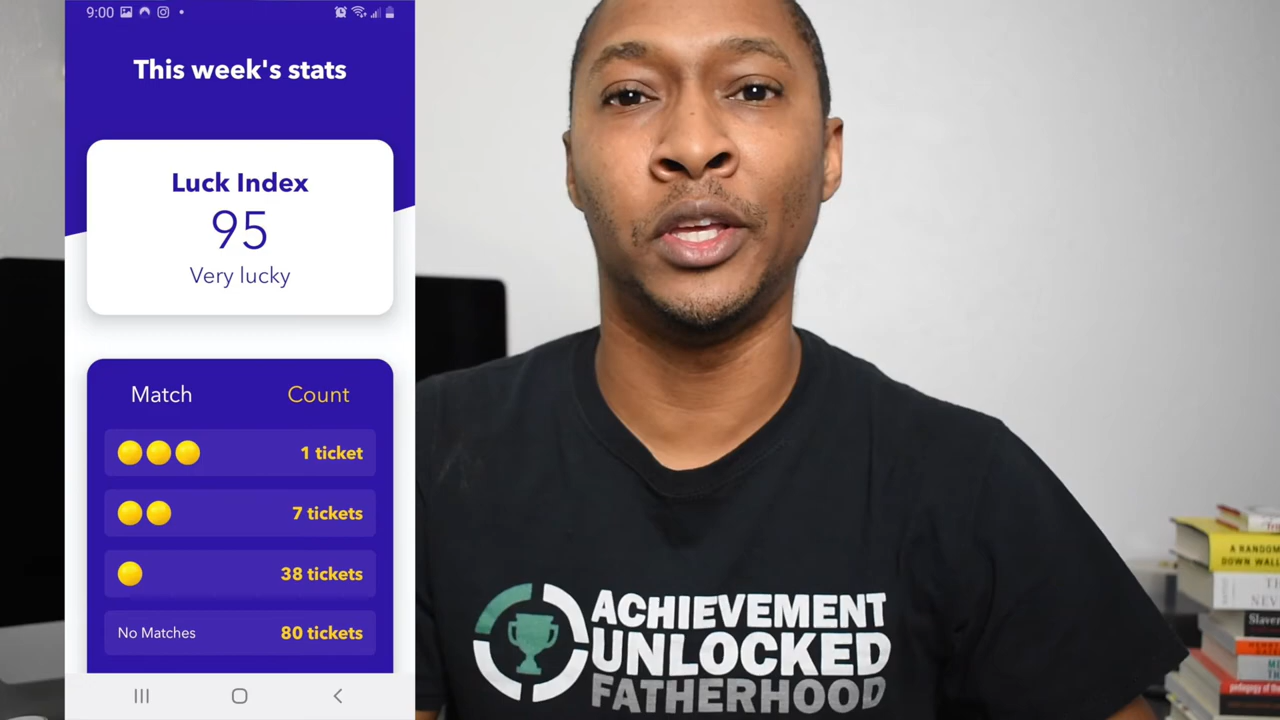 9:00
This week's stats
Luck Index
95
Very lucky
Match Count
1 ticket
7 tickets
38 tickets
No Matches 80 tickets
ACHIEVEMENT
UNLOCKED
FATHERHOOD
A RANDOM
DOWN WALL